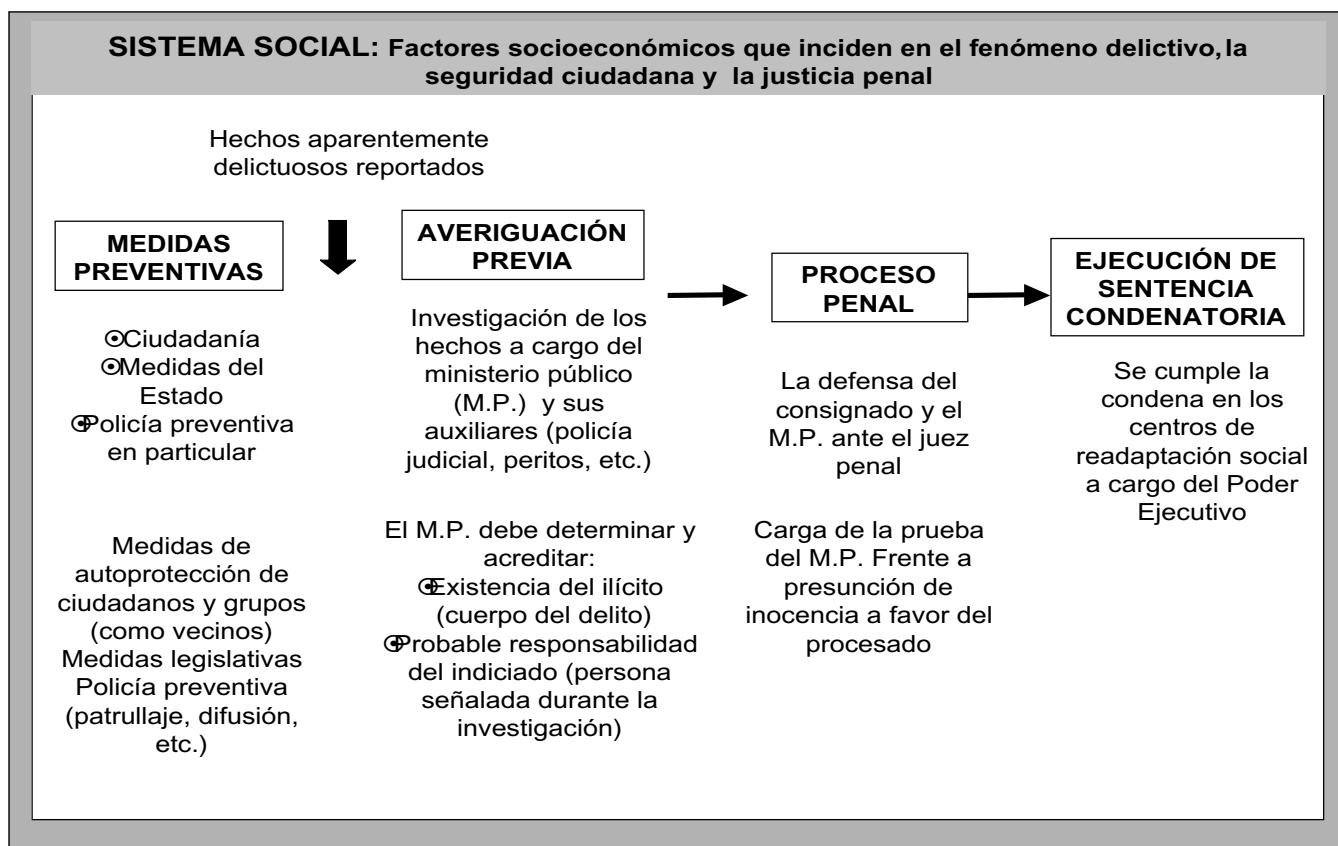 SISTEMA SOCIAL: Factores socioeconómicos que inciden en el fenómeno delictivo, la
seguridad ciudadana y la justicia penal
Hechos aparentemente
delictuosos reportados
MEDIDAS
PREVENTIVAS
⊙Ciudadanía
⊙Medidas del
Estado
⊙Policía preventiva
en particular
Medidas de
autoprotección de
ciudadanos y grupos
(como vecinos)
Medidas legislativas
Policía preventiva
(patrullaje, difusión,
etc.)
AVERIGUACIÓN
PREVIA
Investigación de los
hechos a cargo del
ministerio público
(M.P.) y sus
auxiliares (policía
judicial, peritos, etc.)
El M.P. debe determinar y
acreditar:
⊙Existencia del ilícito
(cuerpo del delito)
⊙Probable responsabilidad
del indiciado (persona
señalada durante la
investigación)
PROCESO
PENAL
La defensa del
consignado y el
M.P. ante el juez
penal
Carga de la prueba
del M.P. Frente a
presunción de
inocencia a favor del
procesado
EJECUCIÓN DE
SENTENCIA
CONDENATORIA
Se cumple la
condena en los
centros de
readaptación social
a cargo del Poder
Ejecutivo